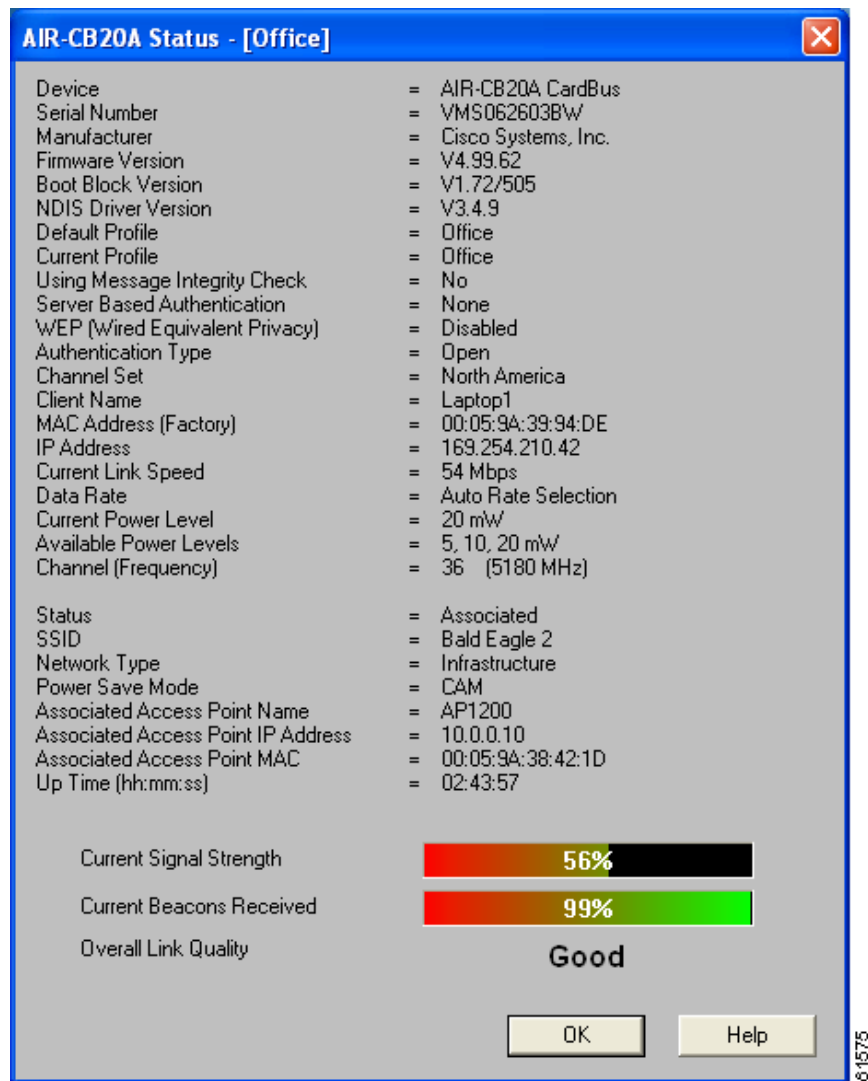 AIR-CB20A Status - [Office]
Device = AIR-CB20A CardBus
Serial Number = VMS062603BW
Manufacturer = Cisco Systems, Inc.
Firmware Version = V4.99.62
Boot Block Version = V1.72/505
NDIS Driver Version = V3.4.9
Default Profile = Office
Current Profile = Office
Using Message Integrity Check = No
Server Based Authentication = None
WEP (Wired Equivalent Privacy) = Disabled
Authentication Type = Open
Channel Set = North America
Client Name = Laptop1
MAC Address (Factory) = 00:05:9A:39:94:DE
IP Address = 169.254.210.42
Current Link Speed = 54 Mbps
Data Rate = Auto Rate Selection
Current Power Level = 20 mW
Available Power Levels = 5, 10, 20 mW
Channel (Frequency) = 36 (5180 MHz)
Status = Associated
SSID = Bald Eagle 2
Network Type = Infrastructure
Power Save Mode = CAM
Associated Access Point Name = AP1200
Associated Access Point IP Address = 10.0.0.10
Associated Access Point MAC = 00:05:9A:38:42:1D
Up Time (hh:mm:ss) = 02:43:57
Current Signal Strength 56%
Current Beacons Received 99%
Overall Link Quality Good
OK Help
61575